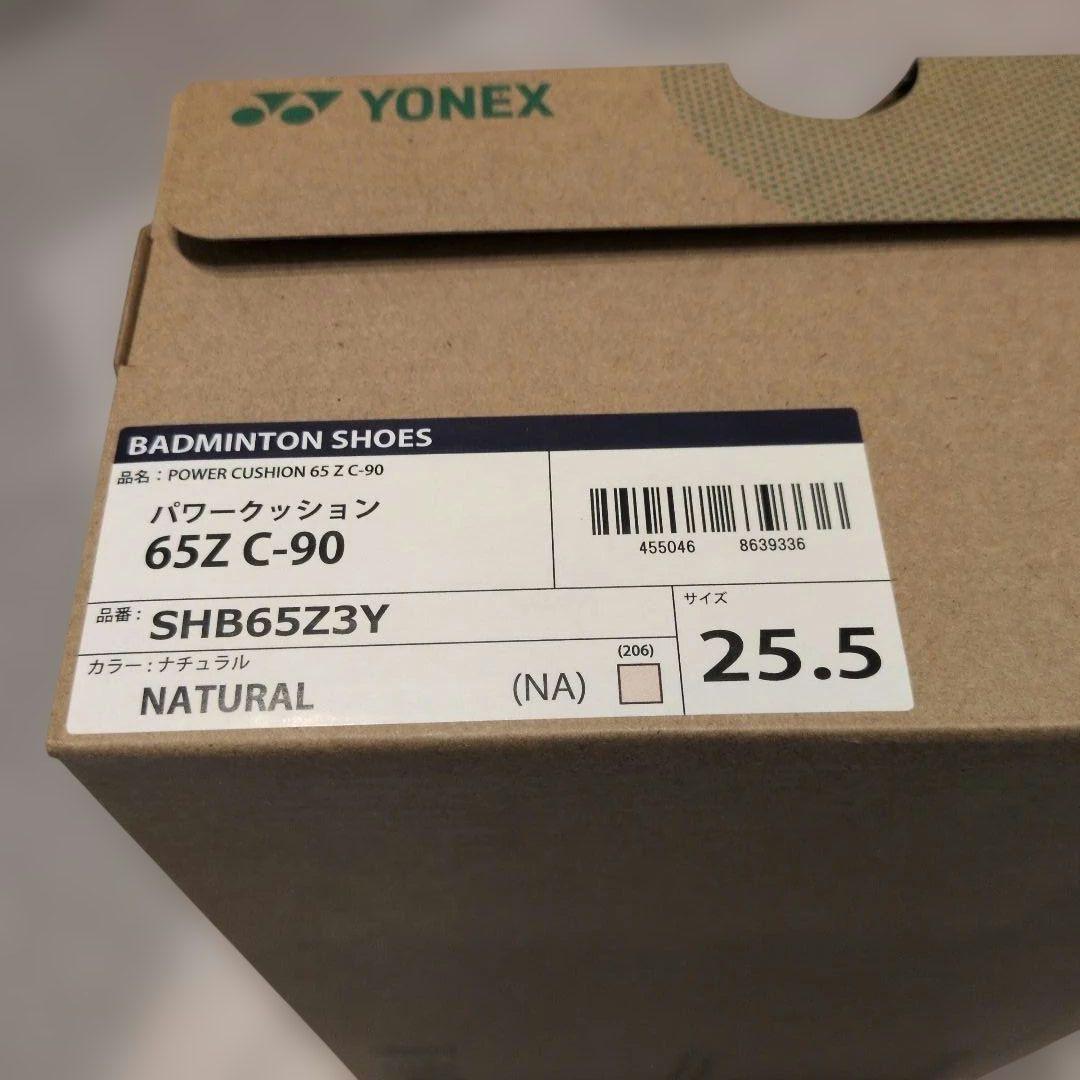 YONEX
BADMINTON SHOES
品名：POWER CUSHION 65 Z C-90
パワークッション
65Z C-90
455046 8639336
品番：SHB65Z3Y
サイズ
25.5
カラー：ナチュラル
NATURAL (NA) (206)